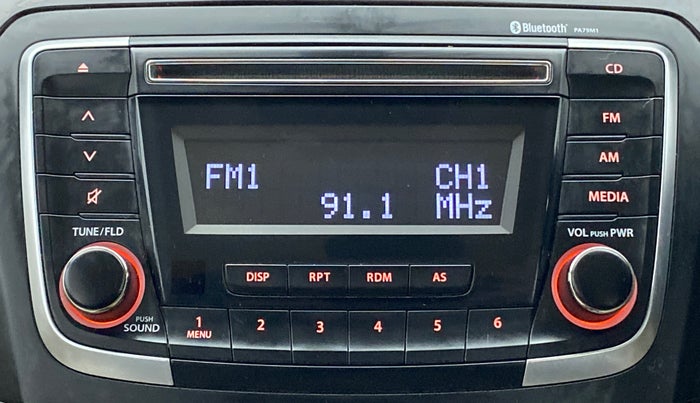 Bluetooth® PA75M1
CD
FM
AM
MEDIA
FM1 CH1
91.1 MHz
TUNE/FLD
VOL PUSH PWR
DISP RPT RDM AS
PUSH
SOUND
1 2 3 4 5 6
MENU